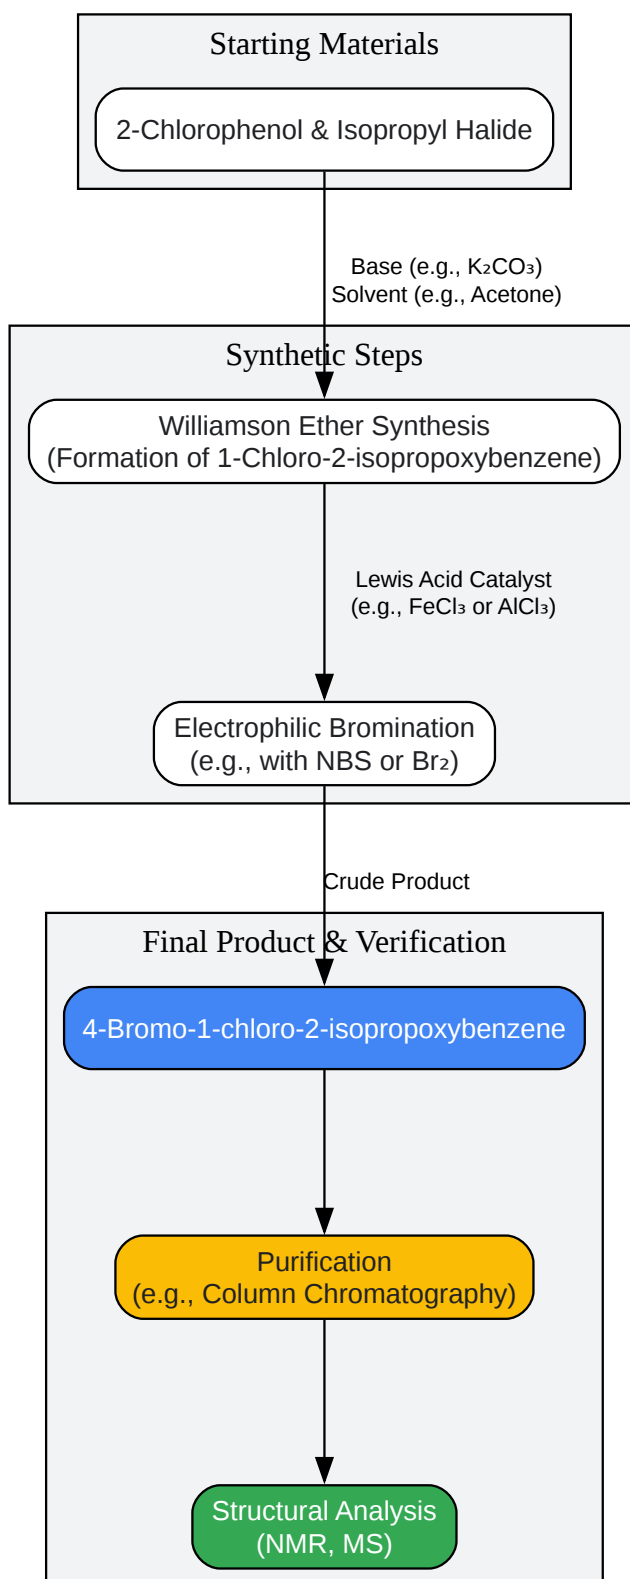 Starting Materials
2-Chlorophenol & Isopropyl Halide
Base (e.g., K₂CO₃)
Solvent (e.g., Acetone)
Synthetic Steps
Williamson Ether Synthesis
(Formation of 1-Chloro-2-isopropoxybenzene)
Lewis Acid Catalyst
(e.g., FeCl₃ or AlCl₃)
Electrophilic Bromination
(e.g., with NBS or Br₂)
Crude Product
Final Product & Verification
4-Bromo-1-chloro-2-isopropoxybenzene
Purification
(e.g., Column Chromatography)
Structural Analysis
(NMR, MS)